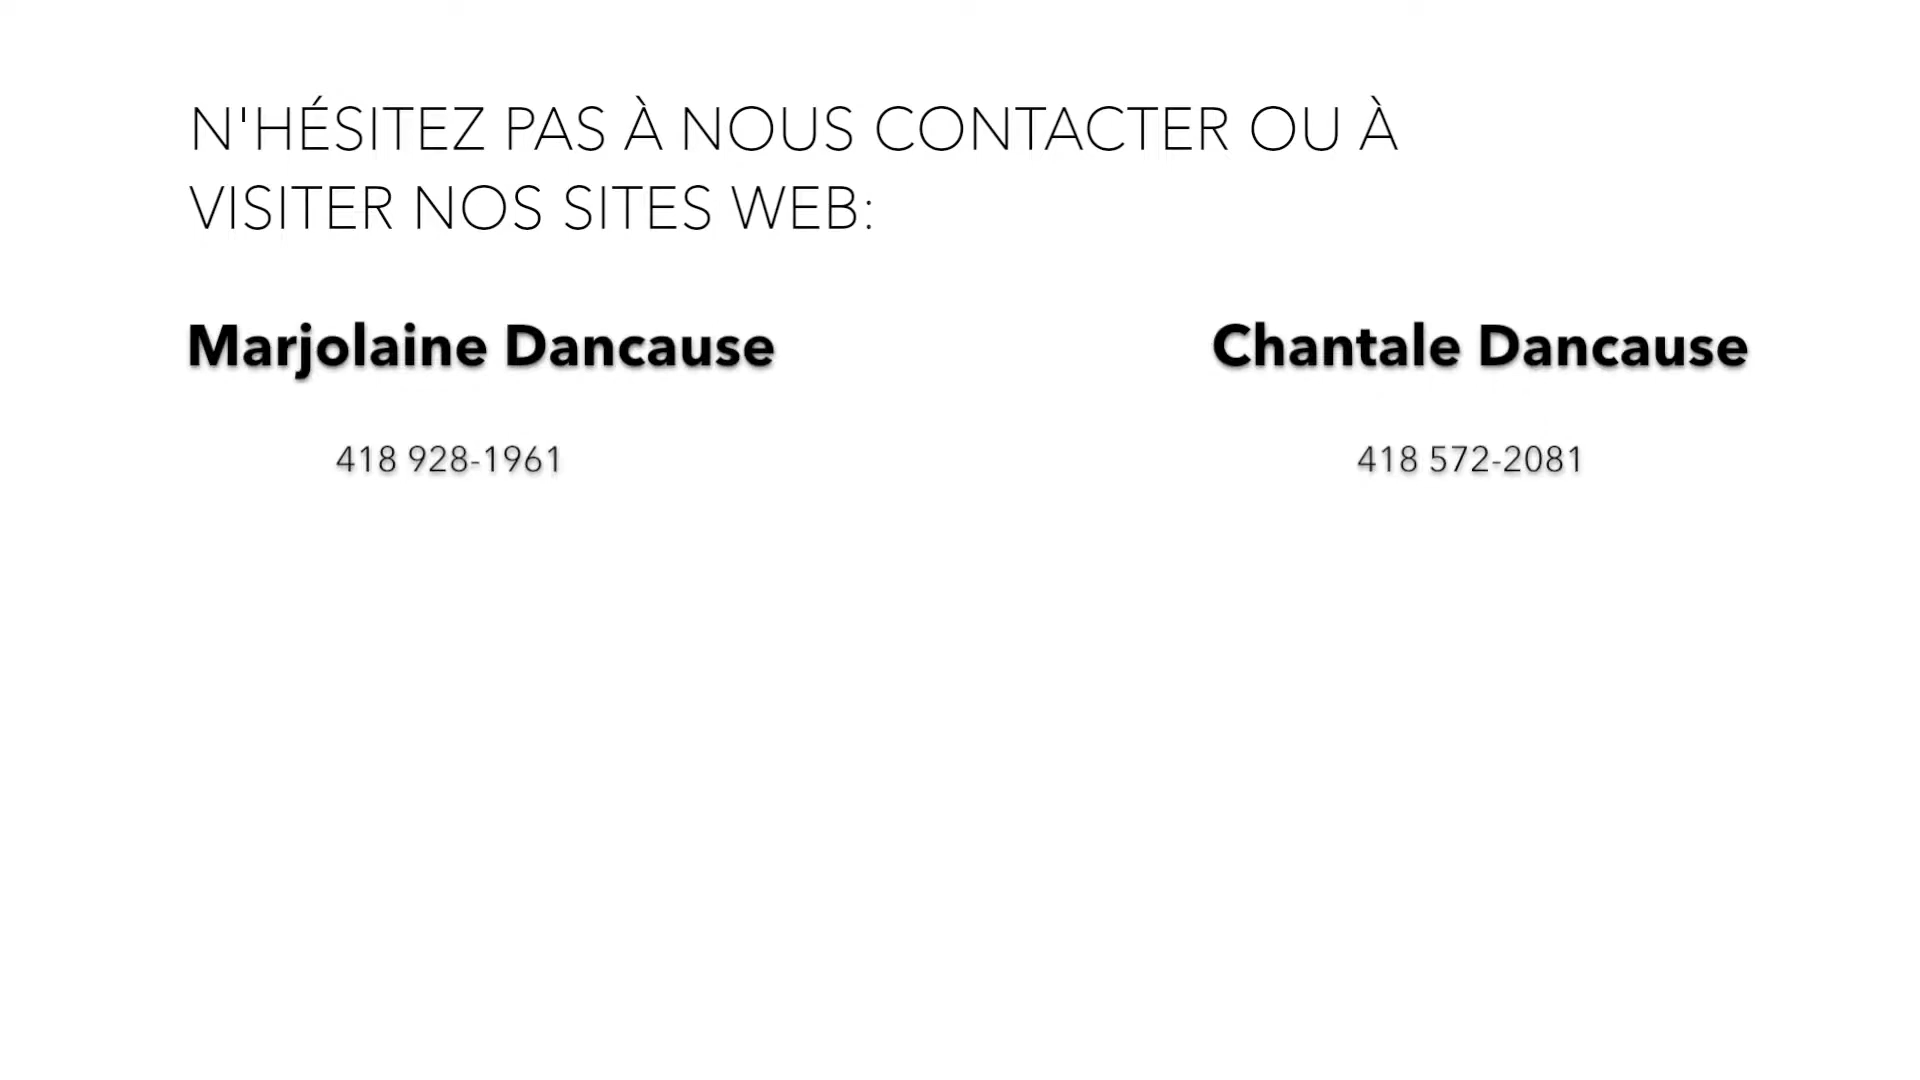 N'HÉSITEZ PAS À NOUS CONTACTER OU À
VISITER NOS SITES WEB:
Marjolaine Dancause
418 928-1961
Chantale Dancause
418 572-2081